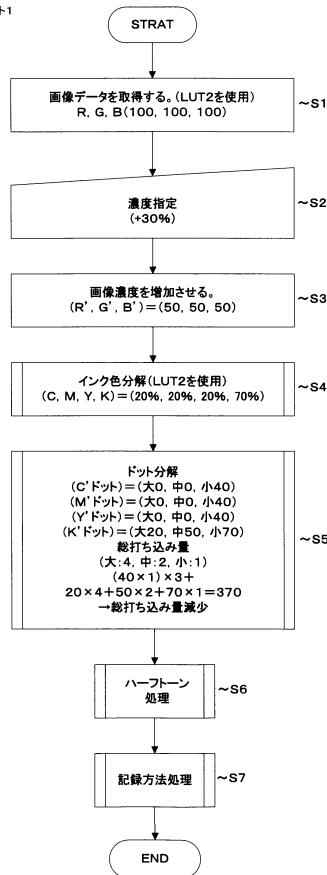 ト1
STRAT
画像データを取得する。(LUT2を使用)
R, G, B(100, 100, 100)
～S1
濃度指定
(+30%)
～S2
画像濃度を増加させる。
(R', G', B')=(50, 50, 50)
～S3
インク色分解(LUT2を使用)
(C, M, Y, K)=(20%, 20%, 20%, 70%)
～S4
ドット分解
(C'ドット)=(大0, 中0, 小40)
(M'ドット)=(大0, 中0, 小40)
(Y'ドット)=(大0, 中0, 小40)
(K'ドット)=(大20, 中50, 小70)
総打ち込み量
(大:4, 中:2, 小:1)
(40×1)×3+
20×4+50×2+70×1=370
→総打ち込み量減少
～S5
ハーフトーン
処理
～S6
記録方法処理
～S7
END